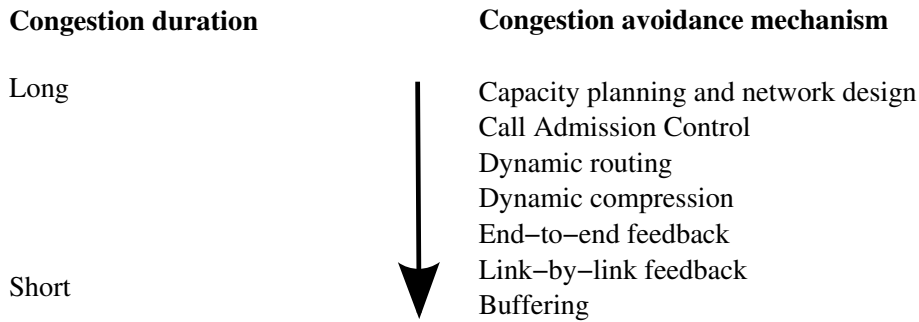 Congestion duration
Congestion avoidance mechanism
Long
Capacity planning and network design
Call Admission Control
Dynamic routing
Dynamic compression
End−to−end feedback
Link−by−link feedback
Short
Buffering